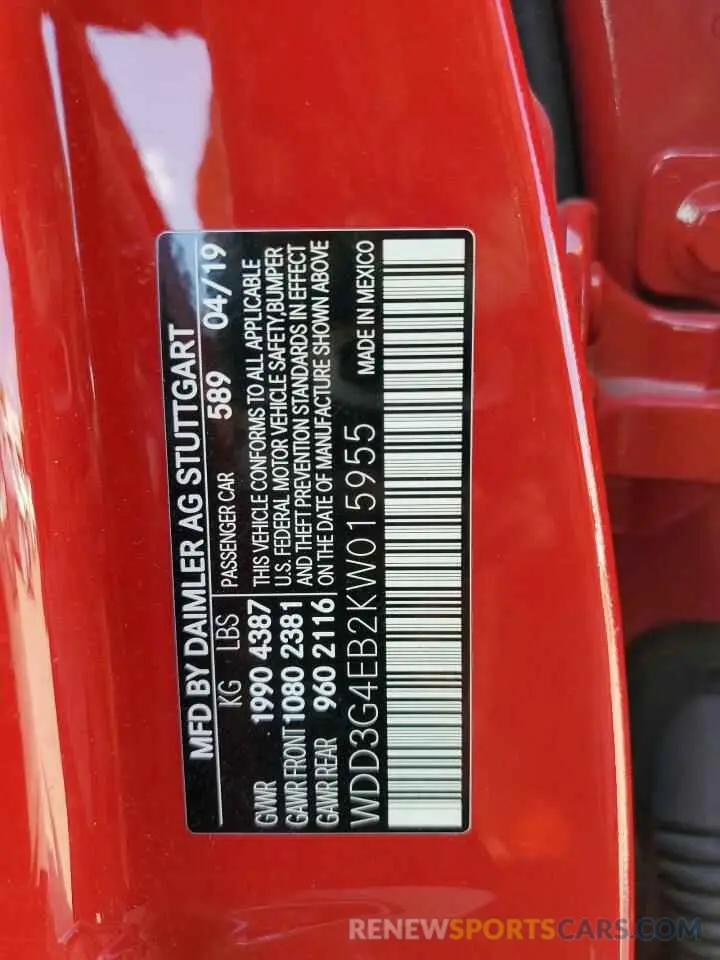 MFD BY DAIMLER AG STUTTGART
KG LBS PASSENGER CAR 589 04/19
GVWR 1990 4387 THIS VEHICLE CONFORMS TO ALL APPLICABLE
GAWR FRONT 1080 2381 U.S. FEDERAL MOTOR VEHICLE SAFETY,BUMPER
AND THEFT PREVENTION STANDARDS IN EFFECT
GAWR REAR 960 2116 ON THE DATE OF MANUFACTURE SHOWN ABOVE
WDD3G4EB2KW015955 MADE IN MEXICO
RENEWSPORTSCARS.COM